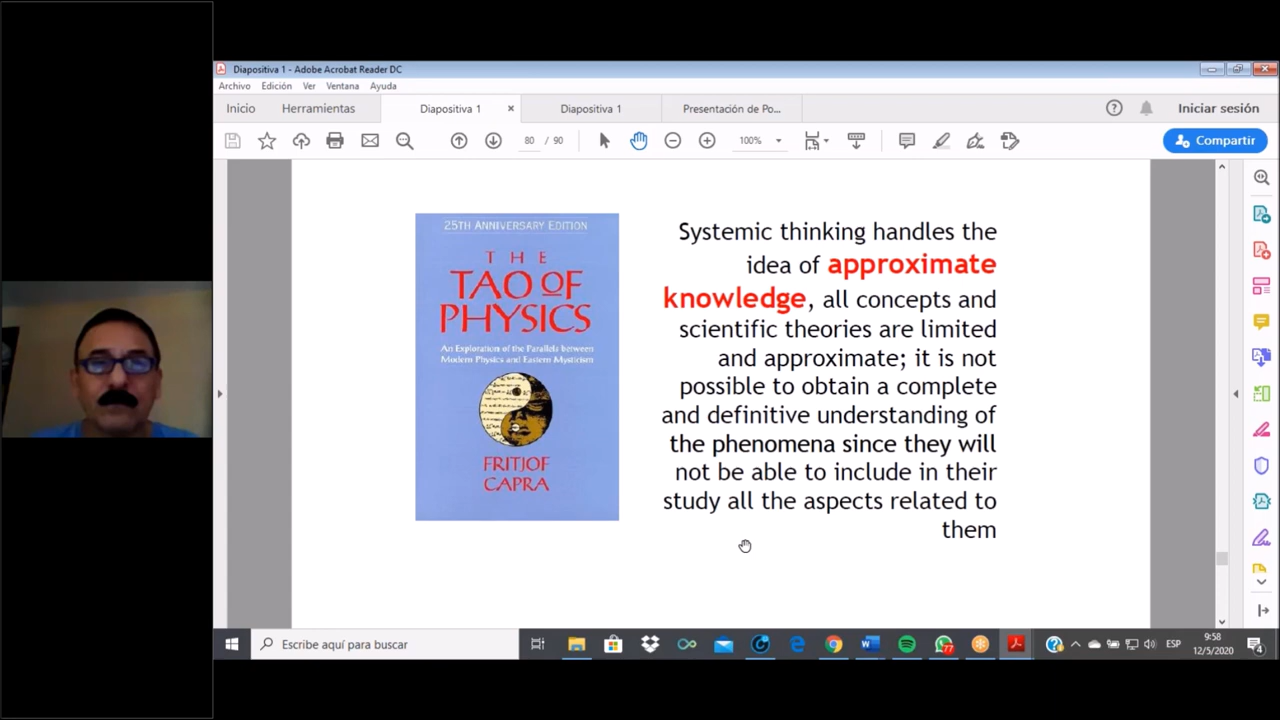 Diapositiva 1 - Adobe Acrobat Reader DC
Archivo Edición Ver Ventana Ayuda
Inicio Herramientas Diapositiva 1 × Diapositiva 1 Presentación de Po... Iniciar sesión
80 / 90 100% Compartir
25TH ANNIVERSARY EDITION
THE
TAO OF
PHYSICS
An Exploration of the Parallels between
Modern Physics and Eastern Mysticism
FRITJOF
CAPRA
Systemic thinking handles the
idea of approximate
knowledge, all concepts and
scientific theories are limited
and approximate; it is not
possible to obtain a complete
and definitive understanding of
the phenomena since they will
not be able to include in their
study all the aspects related to
them
Escribe aquí para buscar
77
ESP
9:58
12/5/2020
4